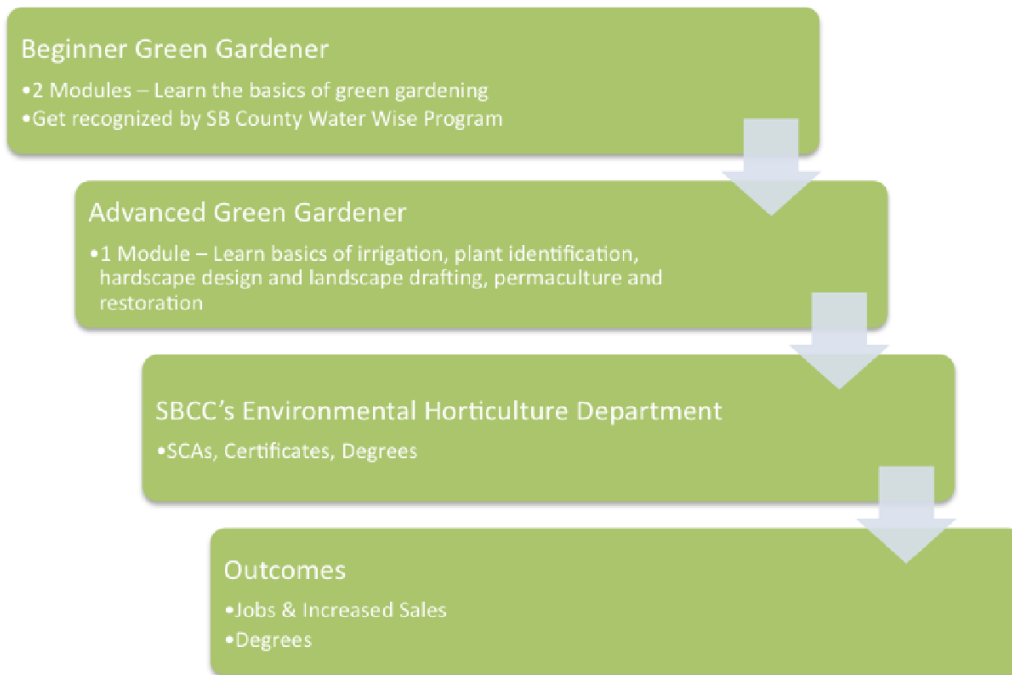 Beginner Green Gardener
•2 Modules – Learn the basics of green gardening
•Get recognized by SB County Water Wise Program
Advanced Green Gardener
•1 Module – Learn basics of irrigation, plant identification,
hardscape design and landscape drafting, permaculture and
restoration
SBCC’s Environmental Horticulture Department
•SCAs, Certificates, Degrees
Outcomes
•Jobs & Increased Sales
•Degrees